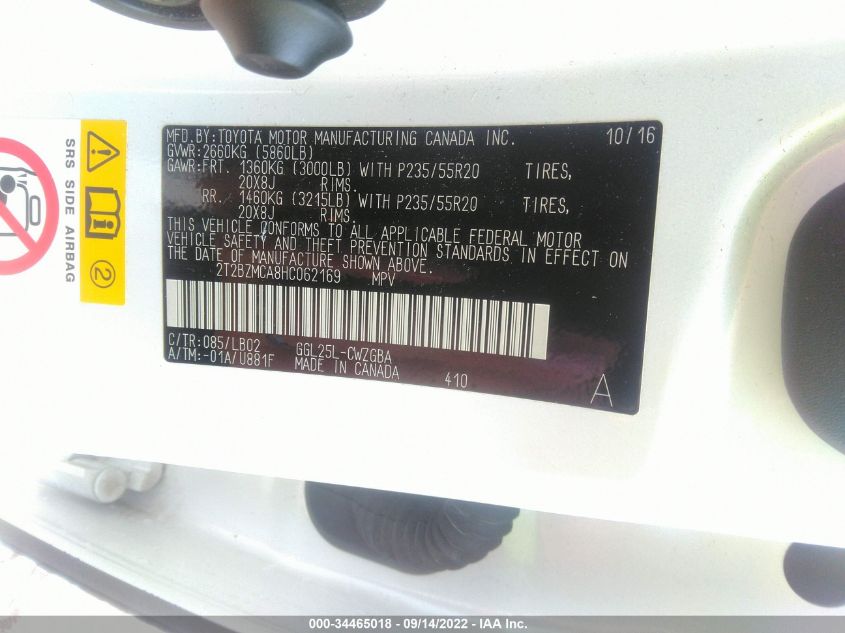 MFD.BY:TOYOTA MOTOR MANUFACTURING CANADA INC. 10/16
GVWR:2660KG (5860LB)
GAWR:FRT. 1360KG (3000LB) WITH P235/55R20 TIRES,
20X8J RIMS.
RR. 1460KG (3215LB) WITH P235/55R20 TIRES,
20X8J RIMS.
THIS VEHICLE CONFORMS TO ALL APPLICABLE FEDERAL MOTOR
VEHICLE SAFETY AND THEFT PREVENTION STANDARDS IN EFFECT ON
THE DATE OF MANUFACTURE SHOWN ABOVE.
2T2BZMCA8HC062169 MPV
C/TR:085/LB02 GGL25L-CWZGBA
A/TM:-01A/U881F MADE IN CANADA 410
A
SRS SIDE AIRBAG
2
000-34465018 - 09/14/2022 - IAA Inc.